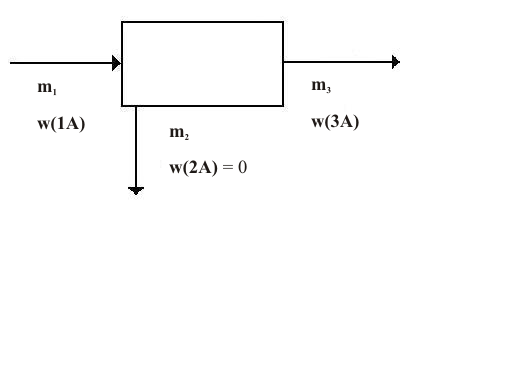 m₁
w(1A)
m₂
w(2A) = 0
m₃
w(3A)